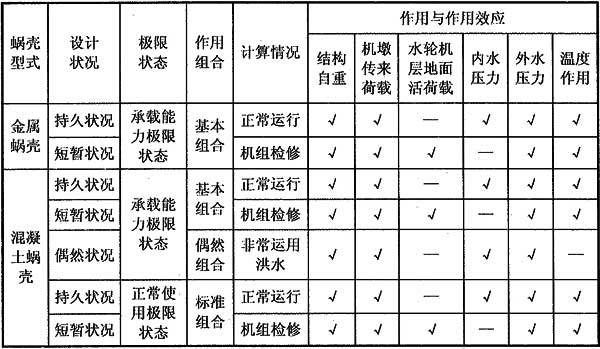 蜗壳型式 设计状况 极限状态 作用组合 计算情况 作用与作用效应
结构自重 机墩传来荷载 水轮机层地面活荷载 内水压力 外水压力 温度作用
金属蜗壳 持久状况 承载能力极限状态 基本组合 正常运行 √ √ — √ √ √
短暂状况 机组检修 √ √ √ — √ √
混凝土蜗壳 持久状况 承载能力极限状态 基本组合 正常运行 √ √ — √ √ √
短暂状况 机组检修 √ √ √ — √ √
偶然状况 偶然组合 非常运用洪水 √ √ — √ √ —
持久状况 正常使用极限状态 标准组合 正常运行 √ √ — √ √ √
短暂状况 机组检修 √ √ √ — √ √